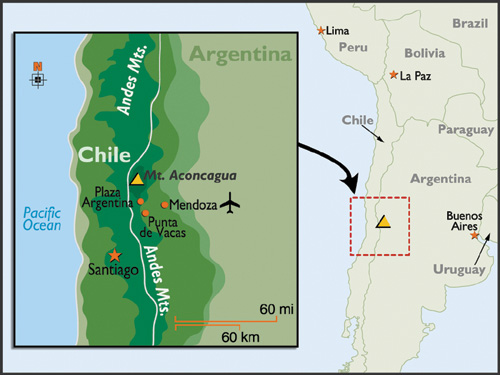 Andes Mts.
Argentina
N
Chile
Mt. Aconcagua
Plaza
Argentina
Mendoza
Punta
de Vacas
Pacific
Ocean
Santiago
Andes Mts.
60 mi
60 km
Lima
Peru
Brazil
Bolivia
La Paz
Chile
Paraguay
Argentina
Buenos
Aires
Uruguay